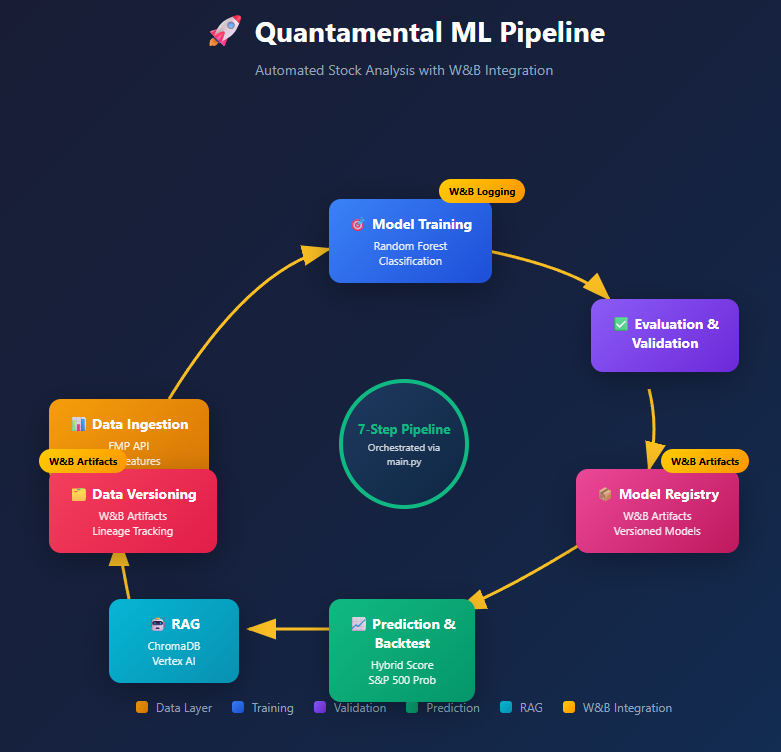 Quantamental ML Pipeline
Automated Stock Analysis with W&B Integration
W&B Logging
Model Training
Random Forest
Classification
Evaluation &
Validation
Data Ingestion
FMP API
eatures
W&B Artifacts
Data Versioning
W&B Artifacts
Lineage Tracking
7-Step Pipeline
Orchestrated via
main.py
W&B Artifacts
Model Registry
W&B Artifacts
Versioned Models
RAG
ChromaDB
Vertex AI
Prediction &
Backtest
Hybrid Score
S&P 500 Prob
Data Layer
Training
Validation
Prediction
RAG
W&B Integration